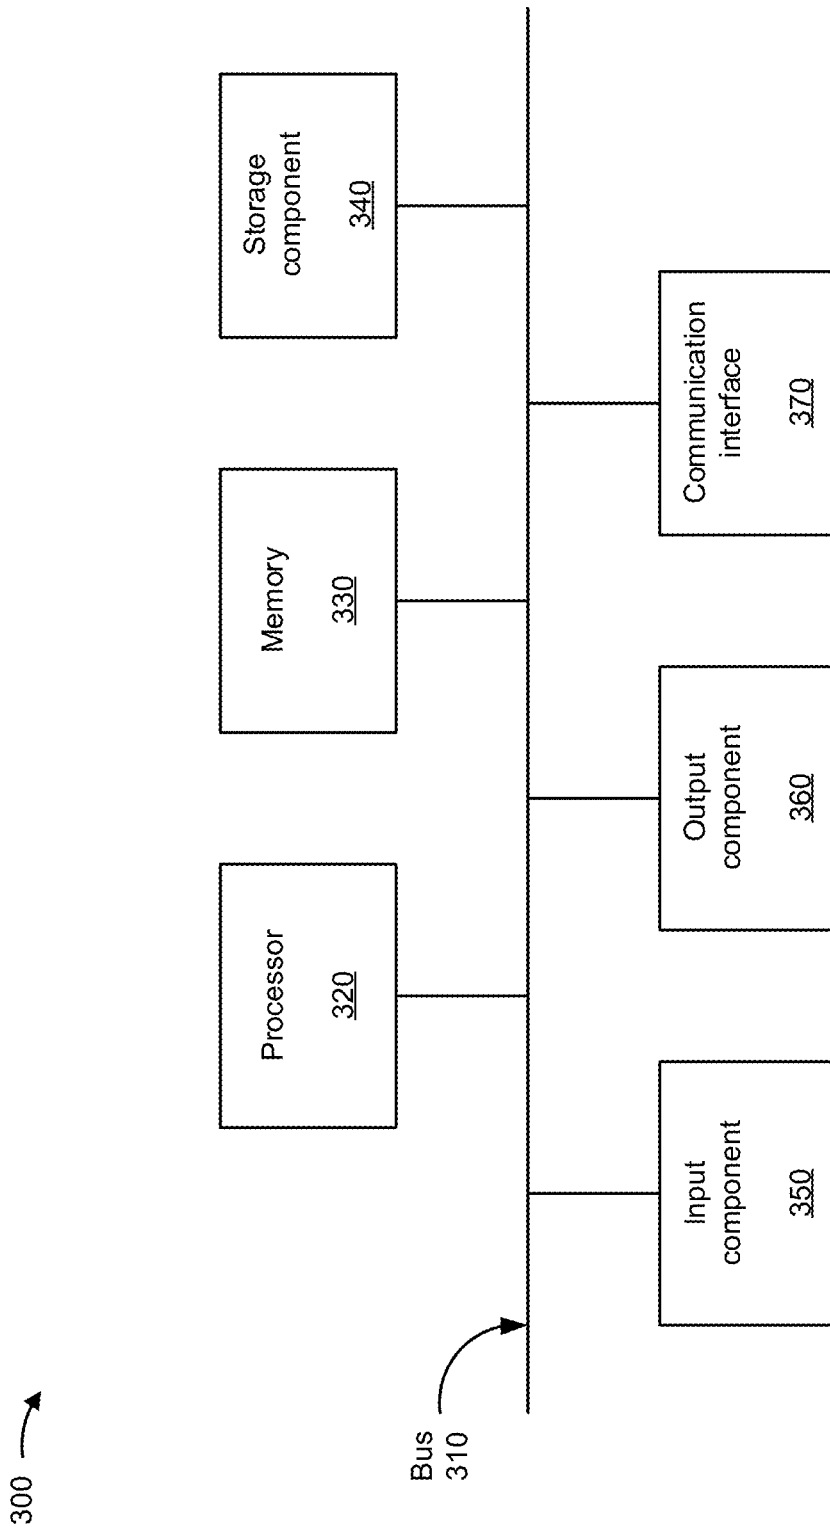 300
Bus
310
Processor
320
Memory
330
Storage
component
340
Input
component
350
Output
component
360
Communication
interface
370